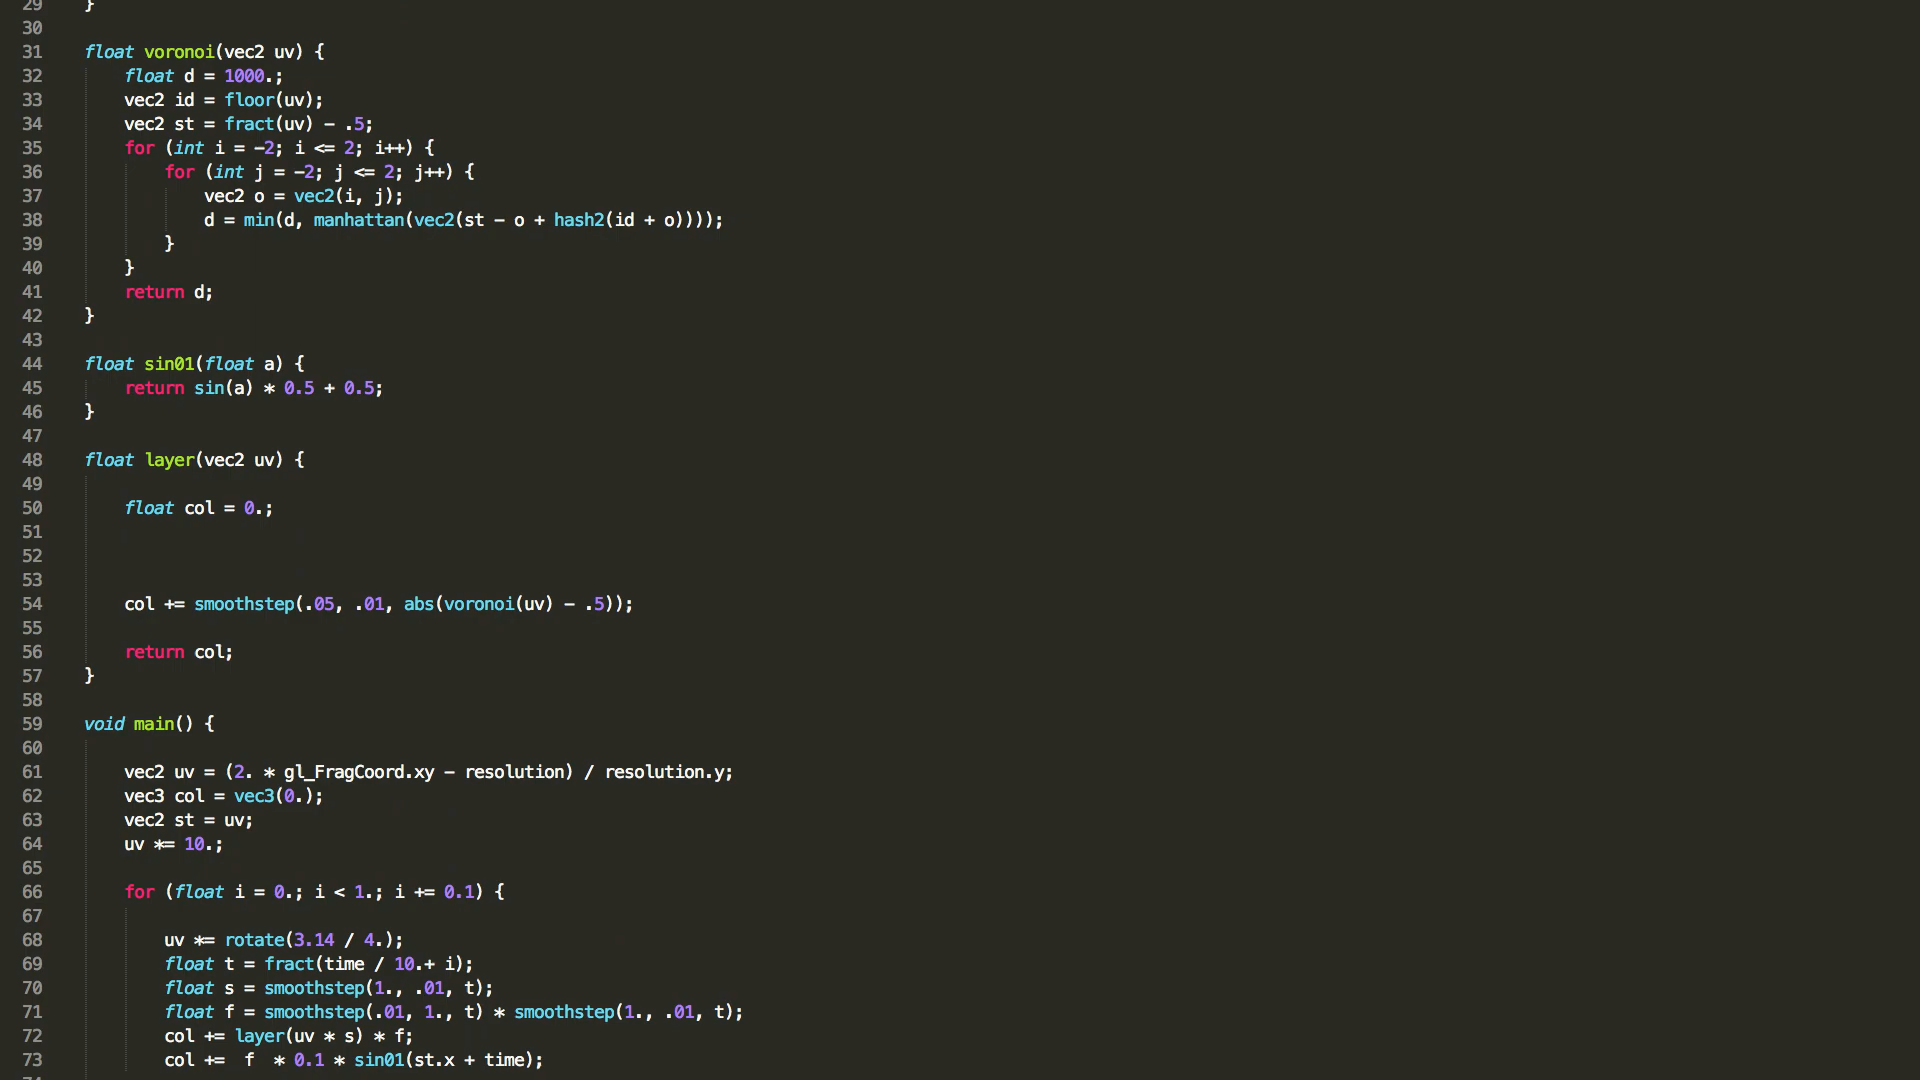 29 }
30
31 float voronoi(vec2 uv) {
32 float d = 1000.;
33 vec2 id = floor(uv);
34 vec2 st = fract(uv) - .5;
35 for (int i = -2; i <= 2; i++) {
36 for (int j = -2; j <= 2; j++) {
37 vec2 o = vec2(i, j);
38 d = min(d, manhattan(vec2(st - o + hash2(id + o))));
39 }
40 }
41 return d;
42 }
43
44 float sin01(float a) {
45 return sin(a) * 0.5 + 0.5;
46 }
47
48 float layer(vec2 uv) {
49
50 float col = 0.;
51
52
53
54 col += smoothstep(.05, .01, abs(voronoi(uv) - .5));
55
56 return col;
57 }
58
59 void main() {
60
61 vec2 uv = (2. * gl_FragCoord.xy - resolution) / resolution.y;
62 vec3 col = vec3(0.);
63 vec2 st = uv;
64 uv *= 10.;
65
66 for (float i = 0.; i < 1.; i += 0.1) {
67
68 uv *= rotate(3.14 / 4.);
69 float t = fract(time / 10.+ i);
70 float s = smoothstep(1., .01, t);
71 float f = smoothstep(.01, 1., t) * smoothstep(1., .01, t);
72 col += layer(uv * s) * f;
73 col +=  f  * 0.1 * sin01(st.x + time);